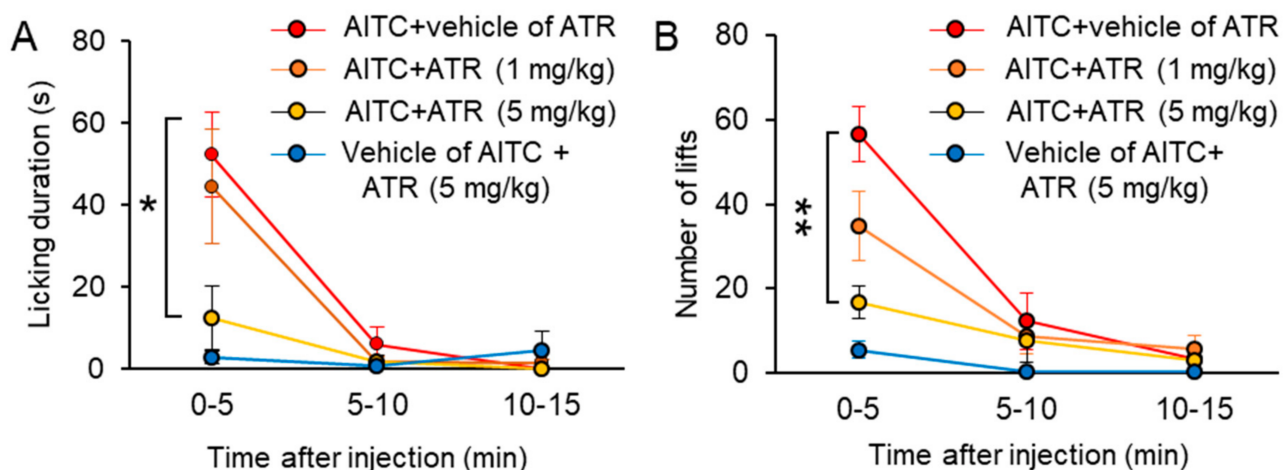 A
80
60
40
20
0
Licking duration (s)
*
AITC+vehicle of ATR
AITC+ATR (1 mg/kg)
AITC+ATR (5 mg/kg)
Vehicle of AITC +
ATR (5 mg/kg)
0-5 5-10 10-15
Time after injection (min)
B
80
60
40
20
0
Number of lifts
**
AITC+vehicle of ATR
AITC+ATR (1 mg/kg)
AITC+ATR (5 mg/kg)
Vehicle of AITC+
ATR (5 mg/kg)
0-5 5-10 10-15
Time after injection (min)